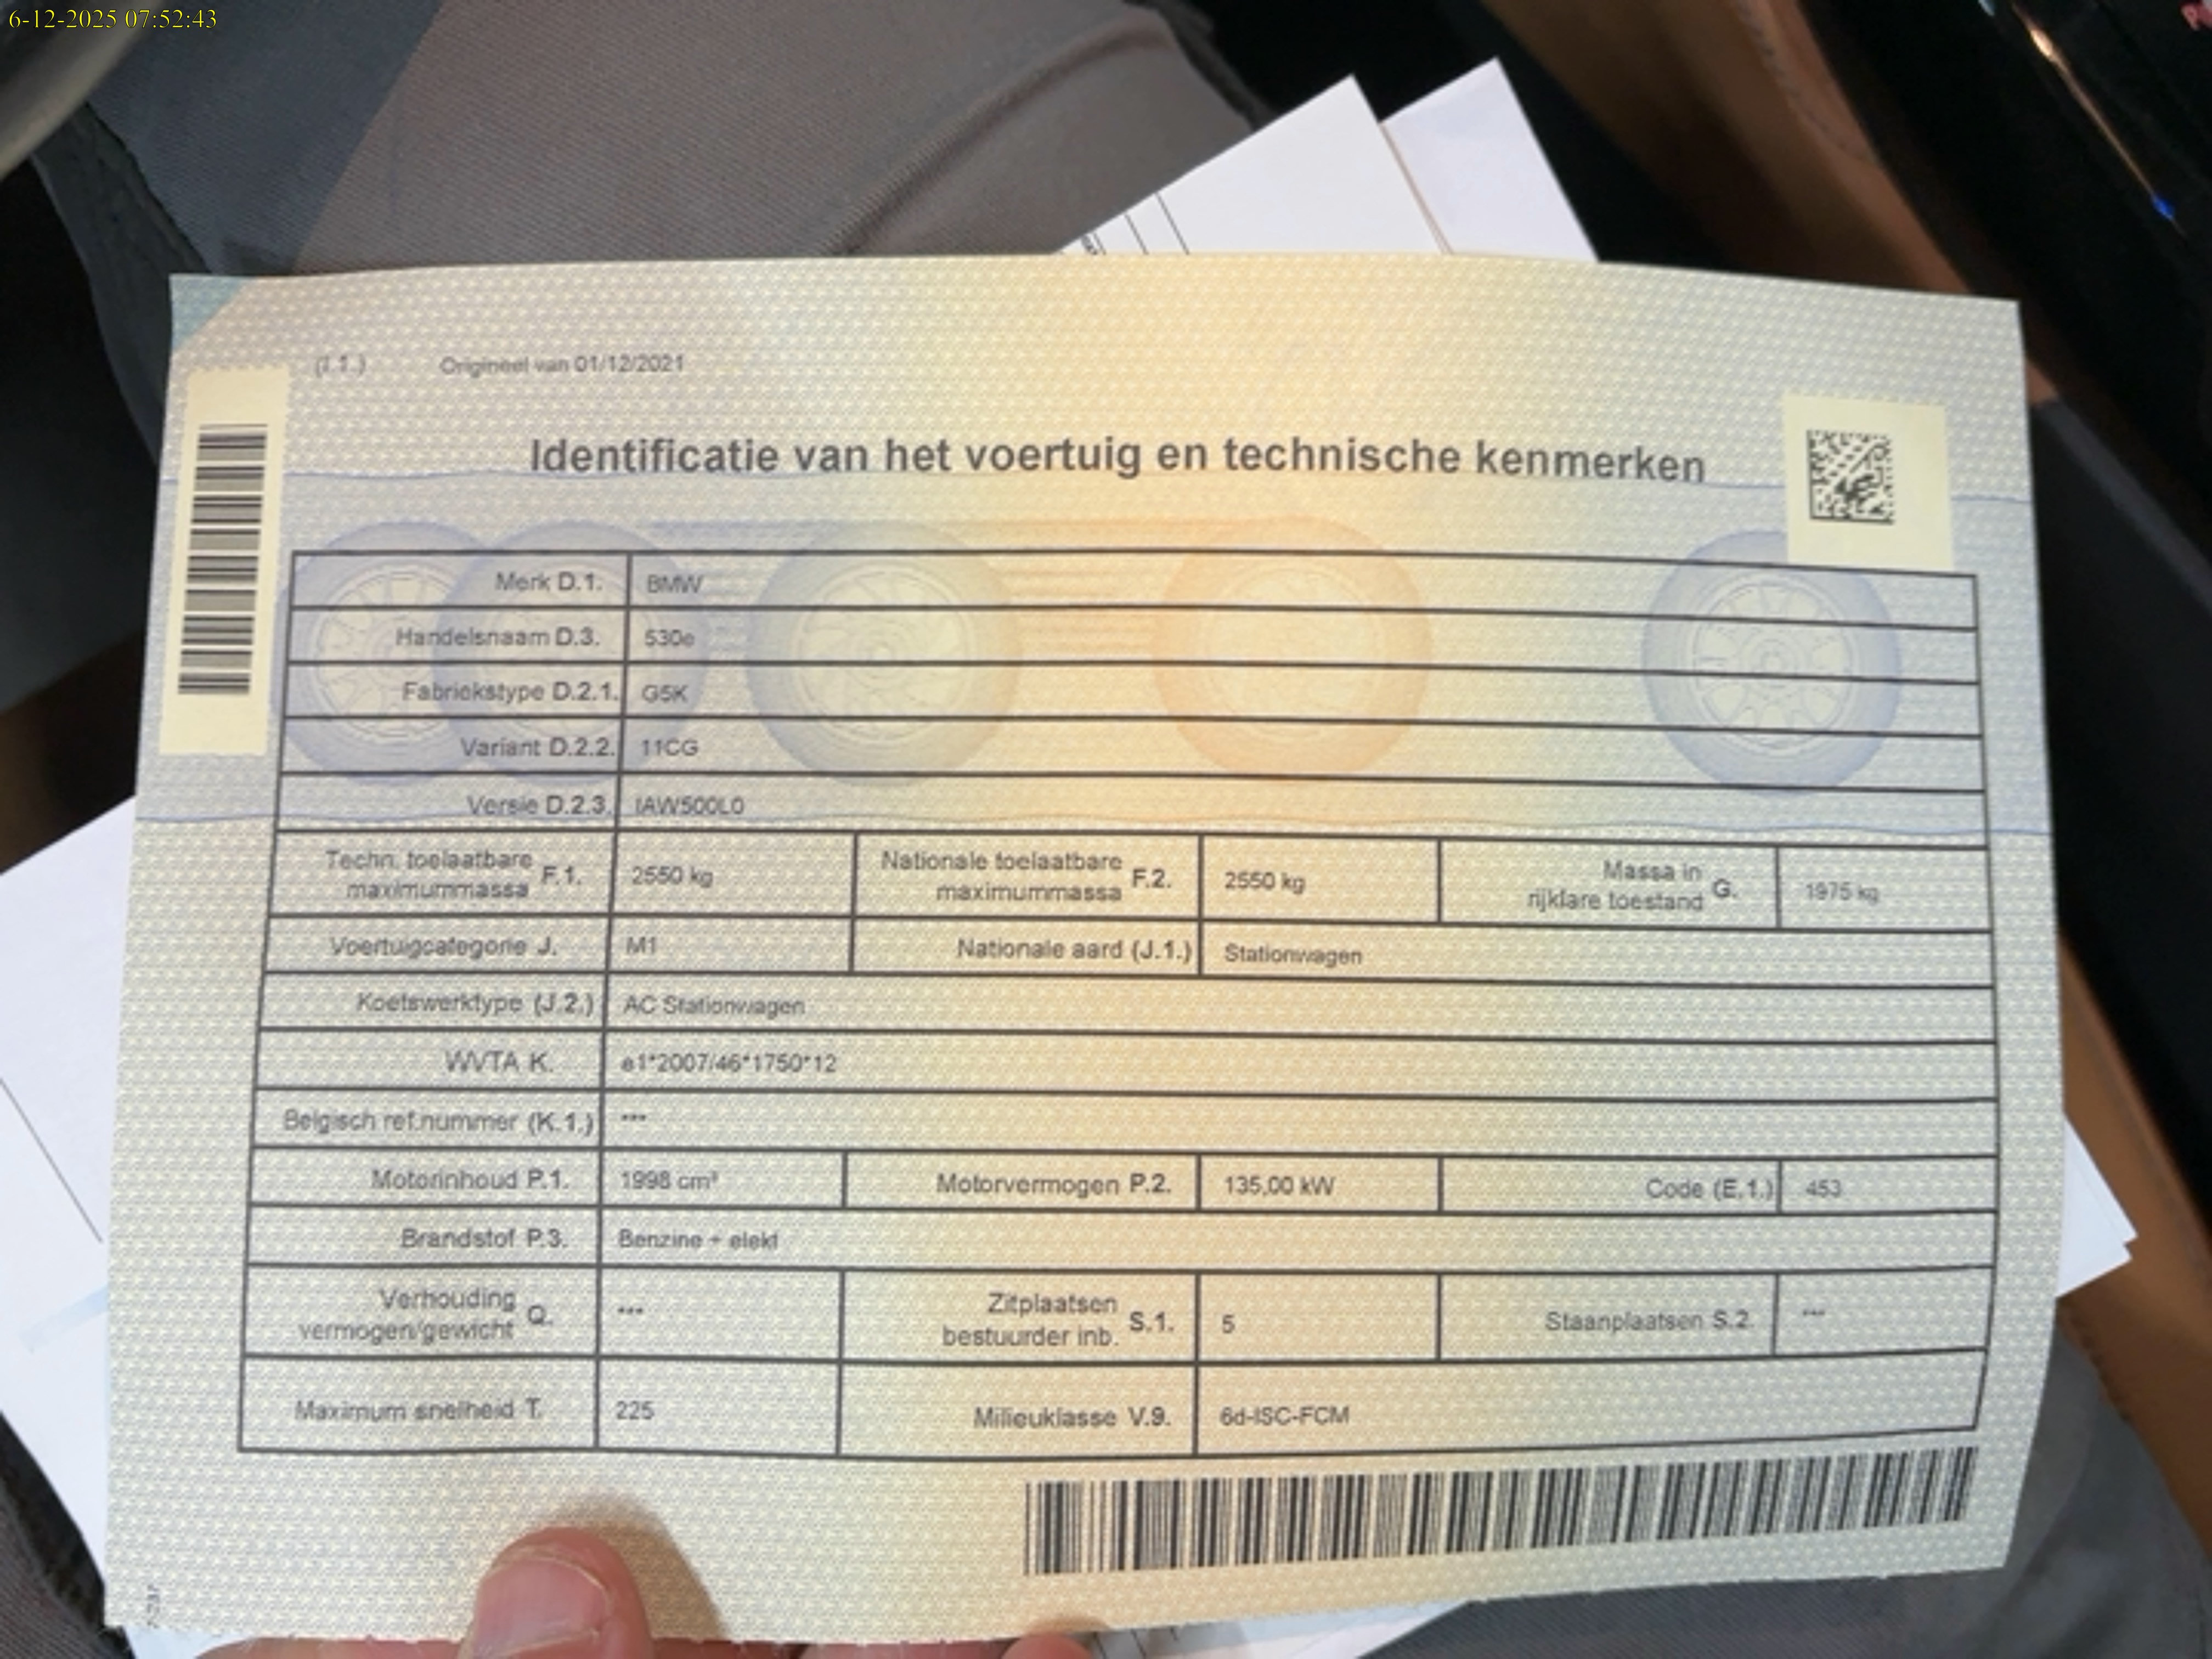 6-12-2025 07:52:43
(I.1.) Origineel van 01/12/2021
Identificatie van het voertuig en technische kenmerken
Merk D.1. BMW
Handelsnaam D.3. 530e
Fabriekstype D.2.1. G5K
Variant D.2.2. 11CG
Versie D.2.3. IAW500L0
Techn. toelaatbare maximummassa F.1. 2550 kg Nationale toelaatbare maximummassa F.2. 2550 kg Massa in rijklare toestand G. 1975 kg
Voertuigcategorie J. M1 Nationale aard (J.1.) Stationwagen
Koetswerktype (J.2.) AC Stationwagen
WVTA K. e1*2007/46*1750*12
Belgisch ref.nummer (K.1.) ***
Motorinhoud P.1. 1998 cm³ Motorvermogen P.2. 135,00 kW Code (E.1.) 453
Brandstof P.3. Benzine + elekt
Verhouding vermogen/gewicht Q. *** Zitplaatsen bestuurder inb. S.1. 5 Staanplaatsen S.2. ***
Maximum snelheid T. 225 Milieuklasse V.9. 6d-ISC-FCM